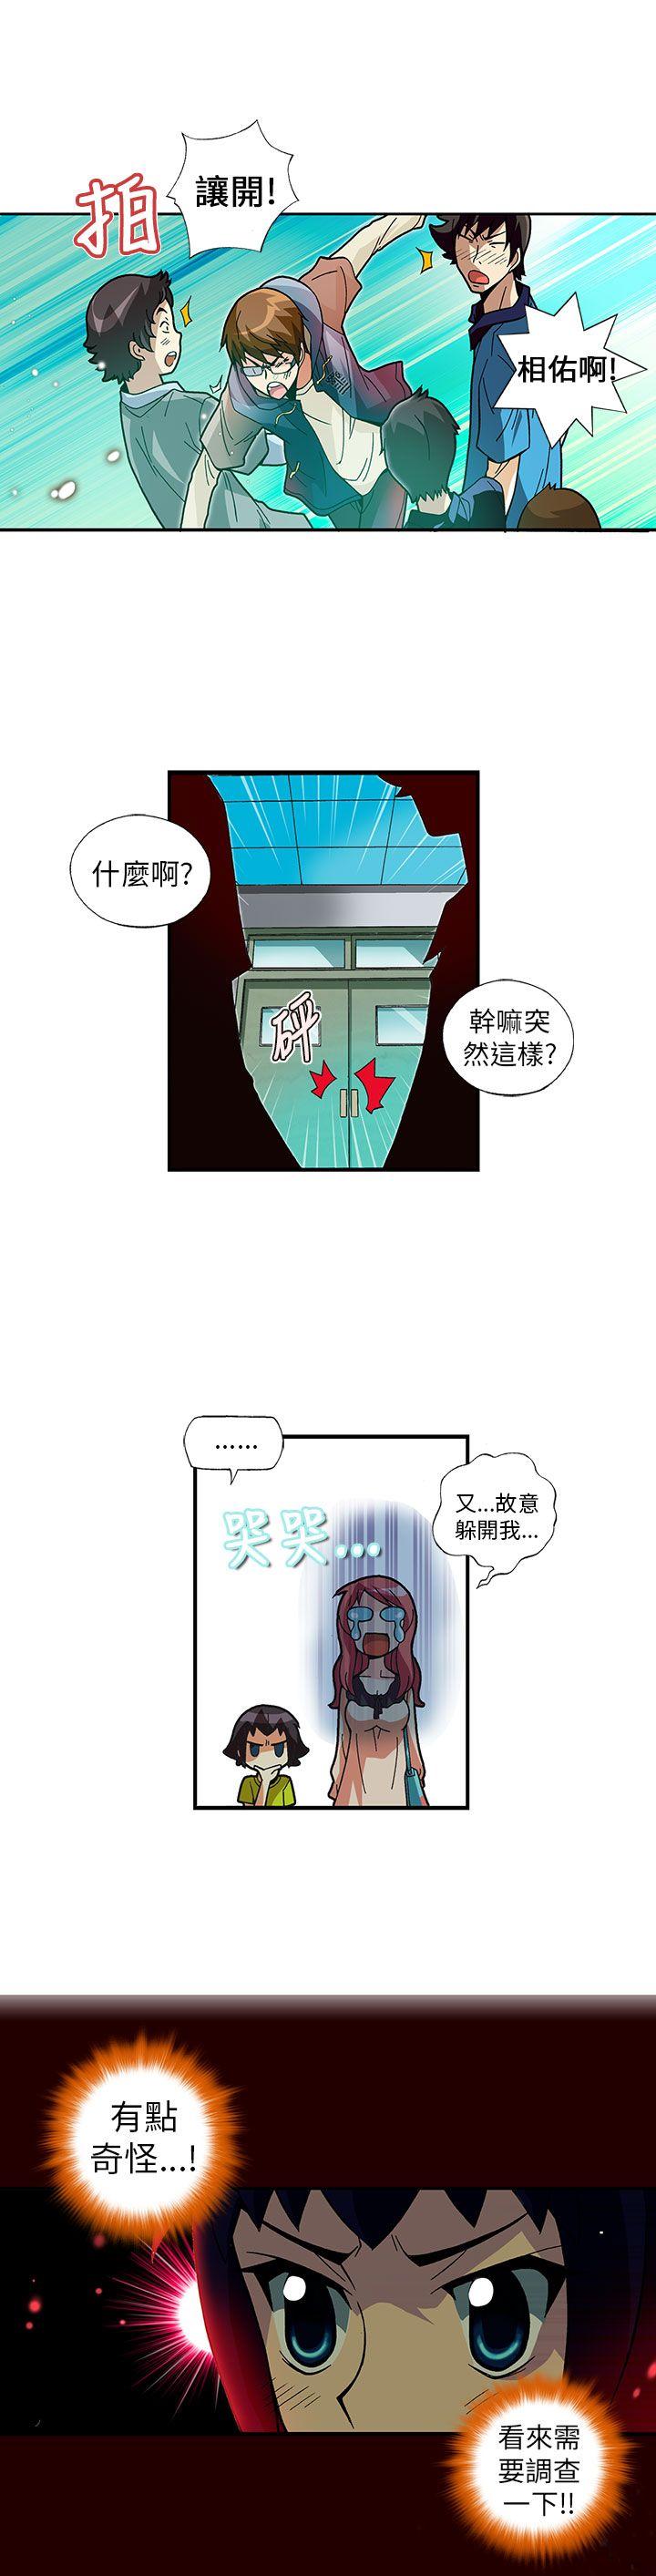 讓開!
拍
相佑啊!
什麼啊?
砰
幹嘛突
然這樣?
......
又...故意
躲開我...
哭哭...
有點
奇怪...!
看來需
要調查
一下!!